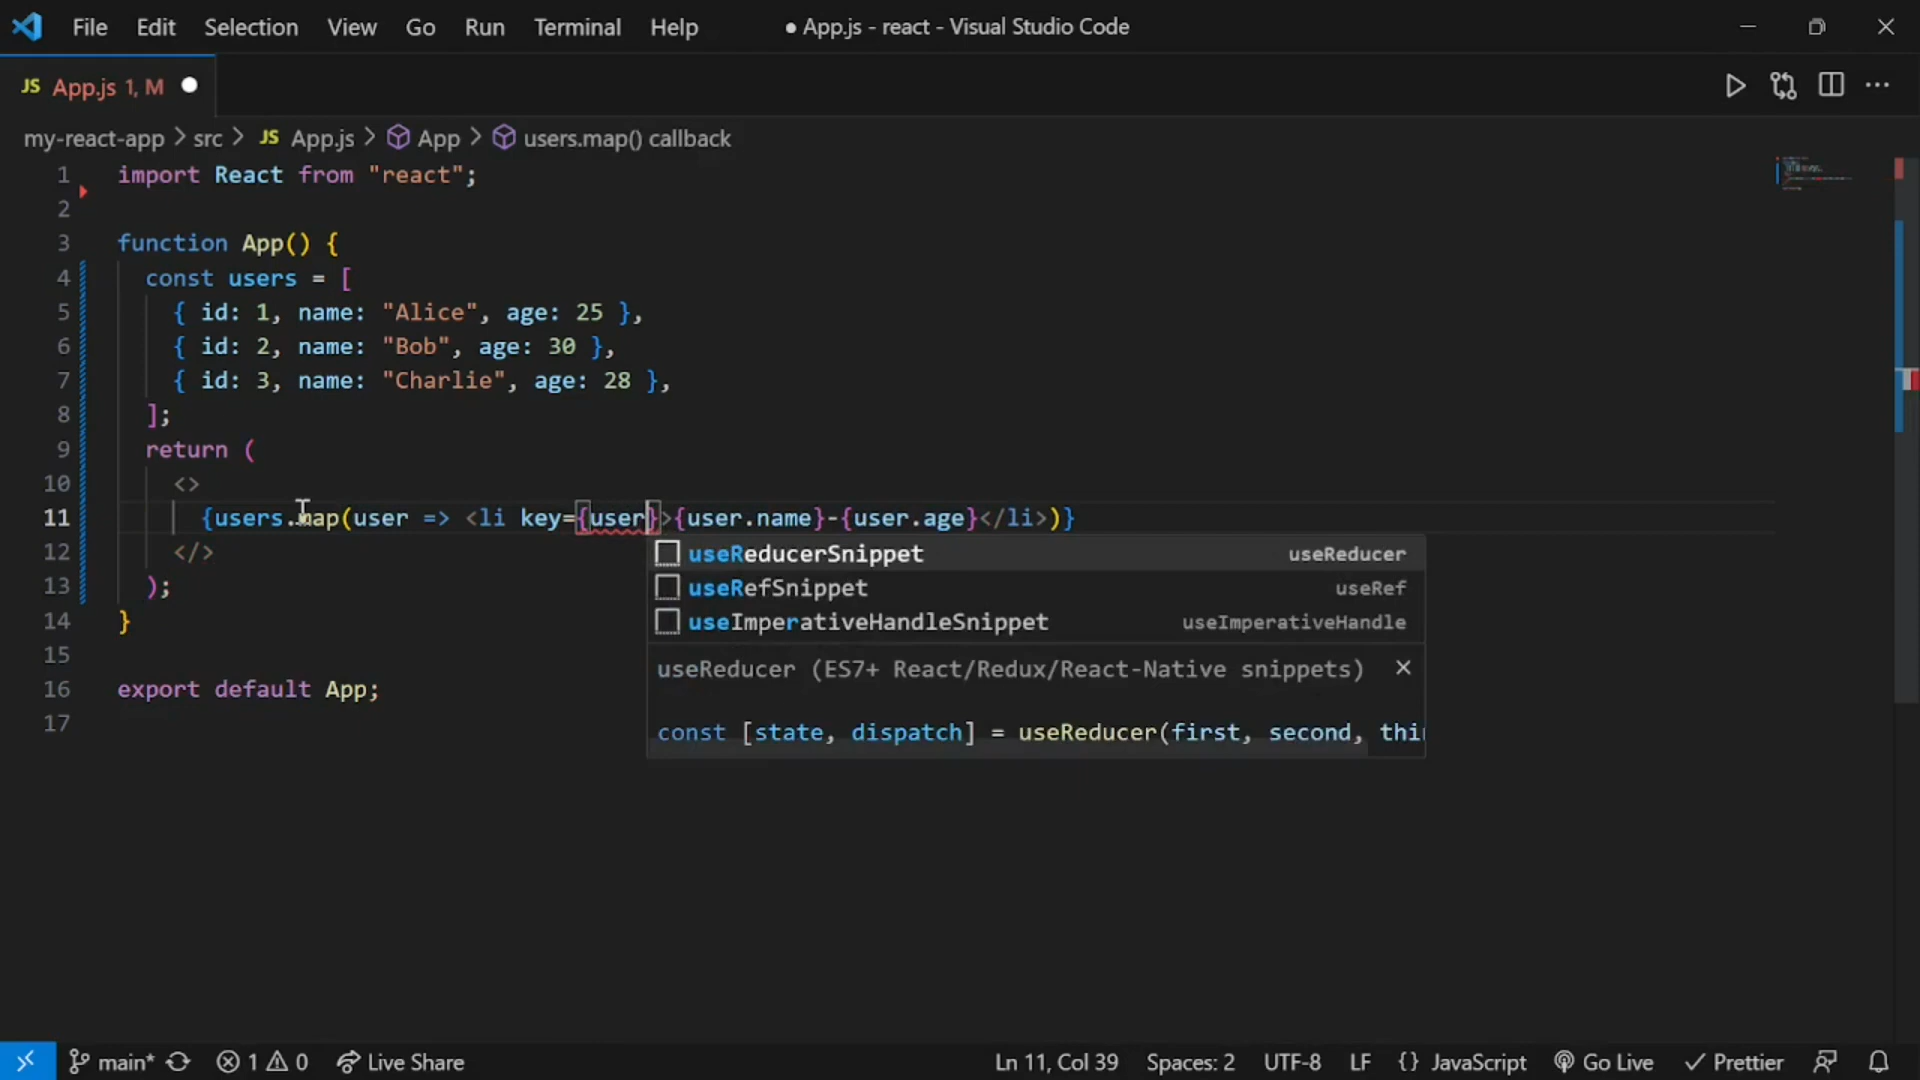 File Edit Selection View Go Run Terminal Help ● App.js - react - Visual Studio Code
JS App.js 1, M ●
my-react-app > src > JS App.js > App > users.map() callback
1 import React from "react";
2
3 function App() {
4 const users = [
5 { id: 1, name: "Alice", age: 25 },
6 { id: 2, name: "Bob", age: 30 },
7 { id: 3, name: "Charlie", age: 28 },
8 ];
9 return (
10 <>
11 {users.map(user => <li key={user}>{user.name}-{user.age}</li>)}
12 </>
13 );
14 }
15
16 export default App;
17
useReducerSnippet useReducer
useRefSnippet useRef
useImperativeHandleSnippet useImperativeHandle
useReducer (ES7+ React/Redux/React-Native snippets) ×
const [state, dispatch] = useReducer(first, second, thi
main* 1 0 Live Share Ln 11, Col 39 Spaces: 2 UTF-8 LF {} JavaScript Go Live ✓ Prettier